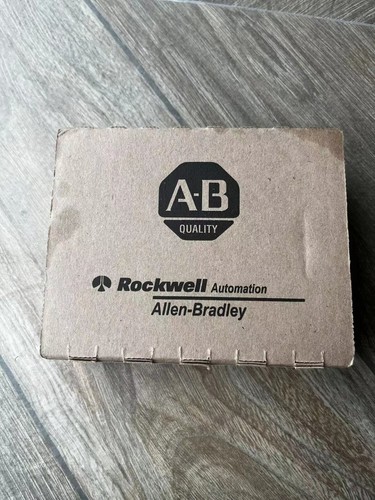 A-B
QUALITY
Rockwell Automation
Allen-Bradley